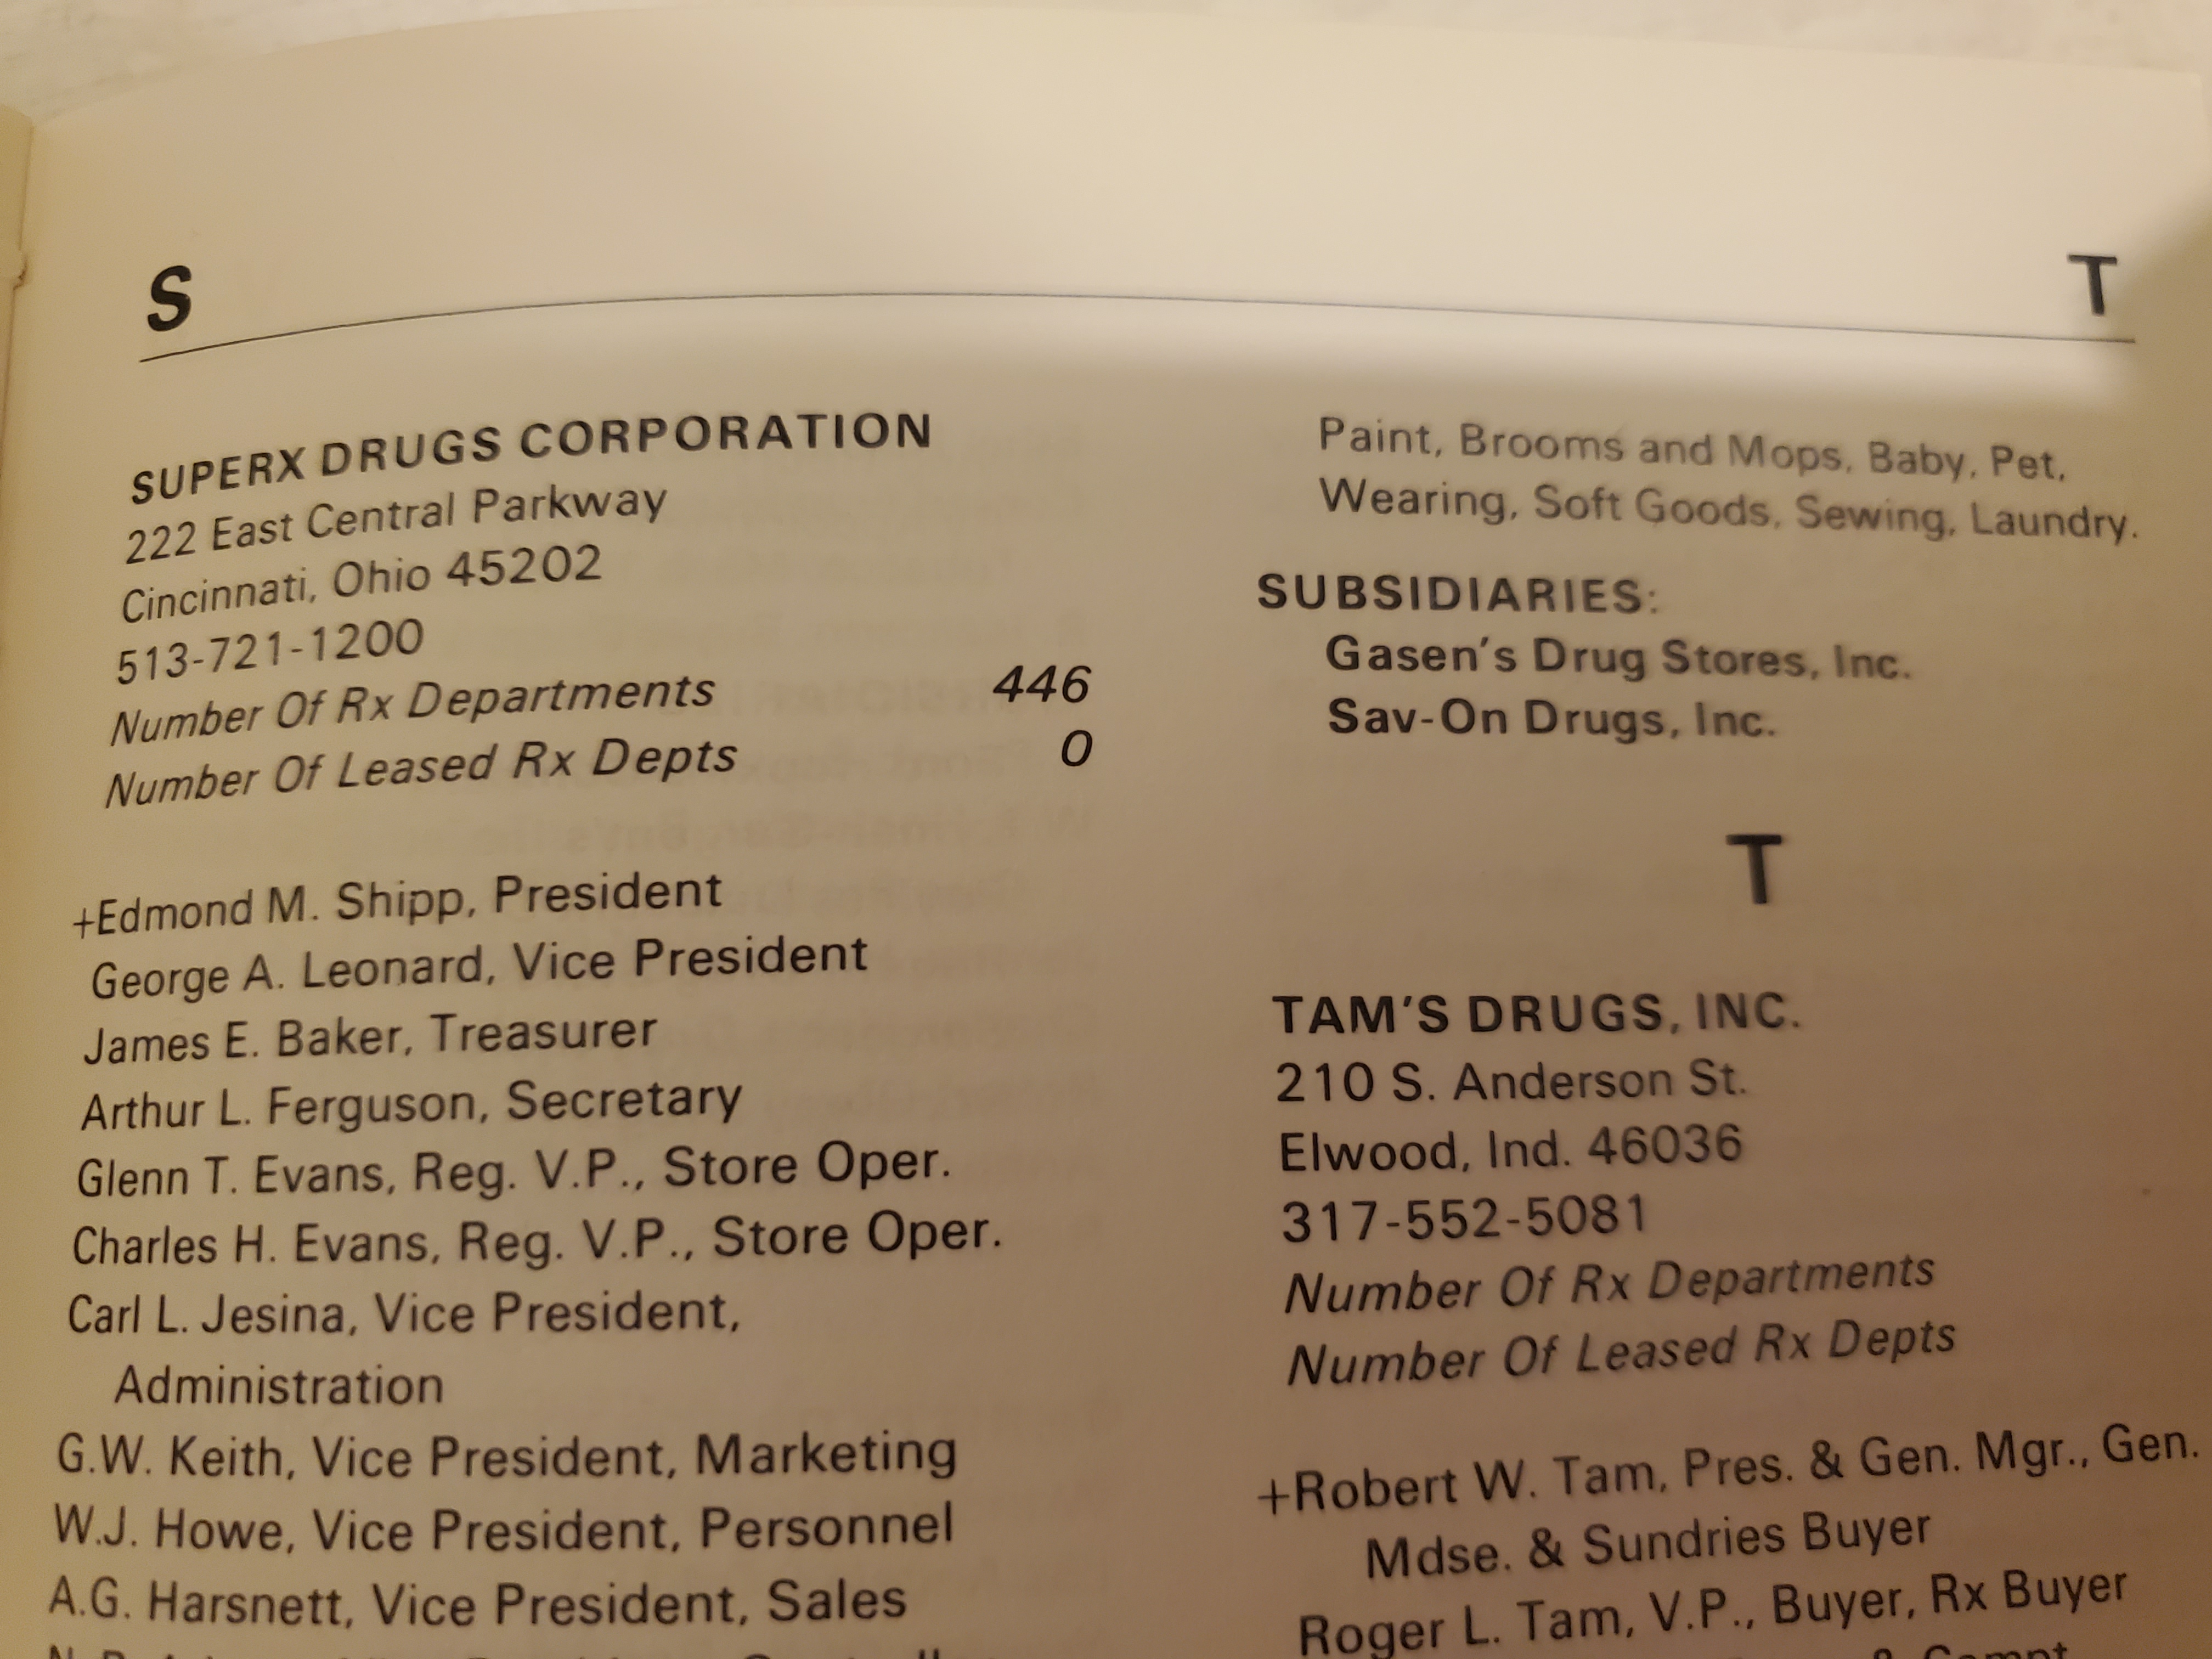 S
T
SUPERX DRUGS CORPORATION
222 East Central Parkway
Cincinnati, Ohio 45202
513-721-1200
Number Of Rx Departments 446
Number Of Leased Rx Depts 0
+Edmond M. Shipp, President
George A. Leonard, Vice President
James E. Baker, Treasurer
Arthur L. Ferguson, Secretary
Glenn T. Evans, Reg. V.P., Store Oper.
Charles H. Evans, Reg. V.P., Store Oper.
Carl L. Jesina, Vice President,
Administration
G.W. Keith, Vice President, Marketing
W.J. Howe, Vice President, Personnel
A.G. Harsnett, Vice President, Sales
Paint, Brooms and Mops, Baby, Pet,
Wearing, Soft Goods, Sewing, Laundry.
SUBSIDIARIES:
Gasen's Drug Stores, Inc.
Sav-On Drugs, Inc.
T
TAM'S DRUGS, INC.
210 S. Anderson St.
Elwood, Ind. 46036
317-552-5081
Number Of Rx Departments
Number Of Leased Rx Depts
+Robert W. Tam, Pres. & Gen. Mgr., Gen.
Mdse. & Sundries Buyer
Roger L. Tam, V.P., Buyer, Rx Buyer